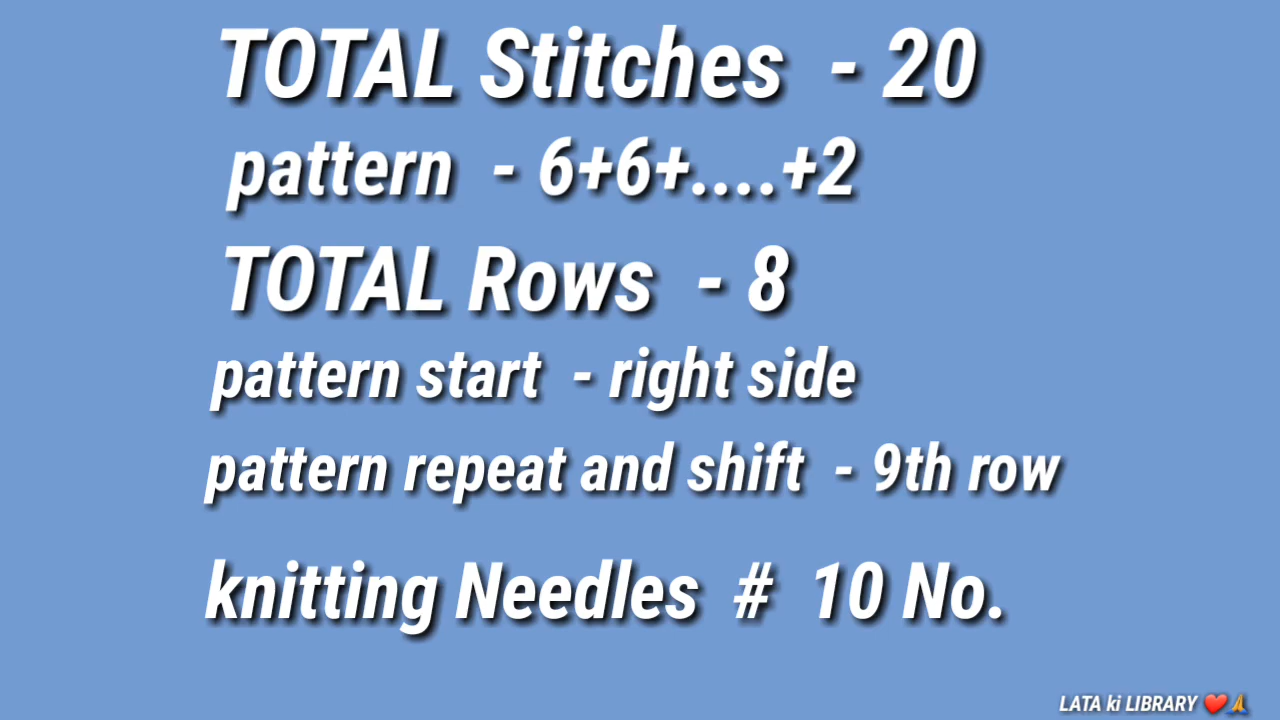 TOTAL Stitches - 20
pattern - 6+6+....+2
TOTAL Rows - 8
pattern start - right side
pattern repeat and shift - 9th row
knitting Needles # 10 No.
LATA ki LIBRARY ❤️🙏